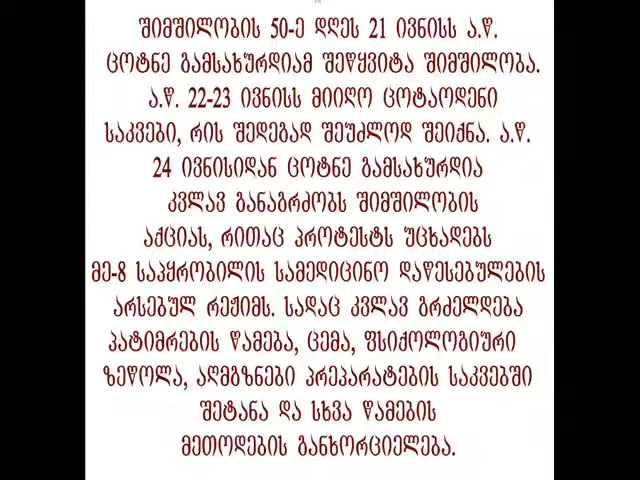 შიმშილობის 50-ე დღეს 21 ივნისს ა.წ.
ცოტნე გამსახურდიამ შეწყვიტა შიმშილობა.
ა.წ. 22-23 ივნისს მიიღო ცოტაოდენი
საკვები, რის შედეგად შეუძლოდ შეიქნა. ა.წ.
24 ივნისიდან ცოტნე გამსახურდია
კვლავ განაგრძობს შიმშილობის
აქციას, რითაც პროტესტს უცხადებს
მე-8 საპყრობილის სამედიცინო დაწესებულების
არსებულ რეჟიმს. სადაც კვლავ გრძელდება
პატიმრების წამება, ცემა, ფსიქოლოგიური
ზეწოლა, აღმგზნები პრეპარატების საკვებში
შეტანა და სხვა წამების
მეთოდების განხორციელება.